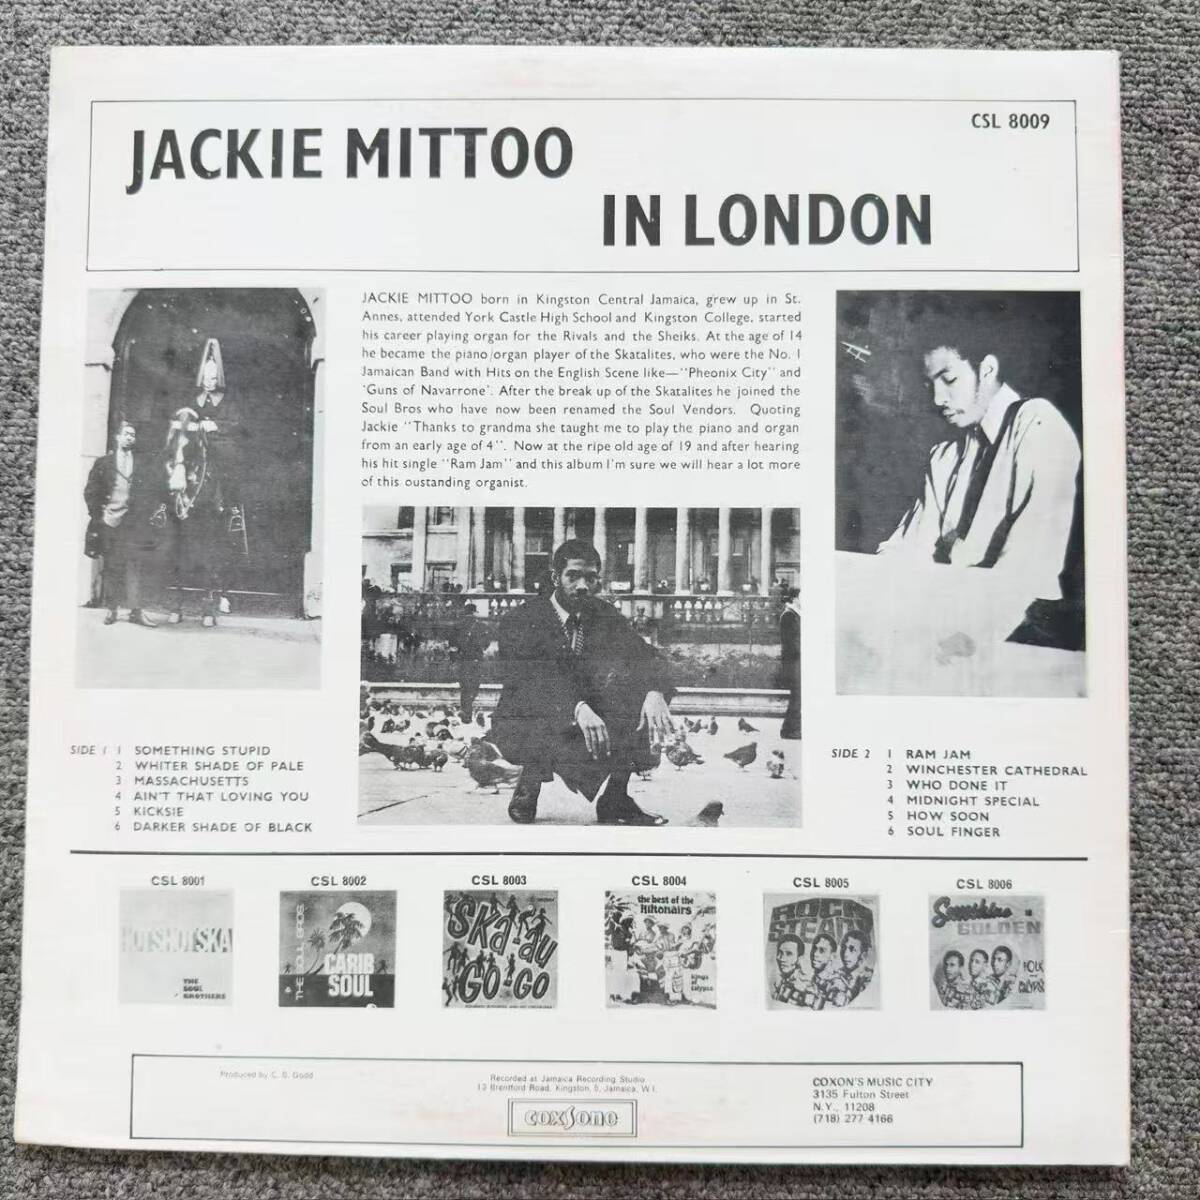 CSL 8009
JACKIE MITTOO
IN LONDON
JACKIE MITTOO born in Kingston Central Jamaica, grew up in St.
Annes, attended York Castle High School and Kingston College, started
his career playing organ for the Rivals and the Sheiks. At the age of 14
he became the piano/organ player of the Skatalites, who were the No. 1
Jamaican Band with Hits on the English Scene like—"Pheonix City" and
'Guns of Navarrone'. After the break up of the Skatalites he joined the
Soul Bros who have now been renamed the Soul Vendors. Quoting
Jackie "Thanks to grandma she taught me to play the piano and organ
from an early age of 4". Now at the ripe old age of 19 and after hearing
his hit single "Ram Jam" and this album I'm sure we will hear a lot more
of this oustanding organist.
SIDE 1 1 SOMETHING STUPID
2 WHITER SHADE OF PALE
3 MASSACHUSETTS
4 AIN'T THAT LOVING YOU
5 KICKSIE
6 DARKER SHADE OF BLACK
SIDE 2 1 RAM JAM
2 WINCHESTER CATHEDRAL
3 WHO DONE IT
4 MIDNIGHT SPECIAL
5 HOW SOON
6 SOUL FINGER
CSL 8001
CSL 8002
CSL 8003
CSL 8004
CSL 8005
CSL 8006
HOT SHOT SKA
THE
SOUL
BROTHERS
THE SOUL BROS.
CARIB
SOUL
SKA-AU
GO-GO
the best of the
Hiltonairs
kings
of
calypso
ROCK
STEADY
Sunshine
GOLDEN
FOLK
CALYPSO
Produced by C. S. Dodd
Recorded at Jamaica Recording Studio
13 Brentford Road, Kingston, 5, Jamaica, W.I.
coxsone
COXON'S MUSIC CITY
3135 Fulton Street
N.Y., 11208
(718) 277 4166